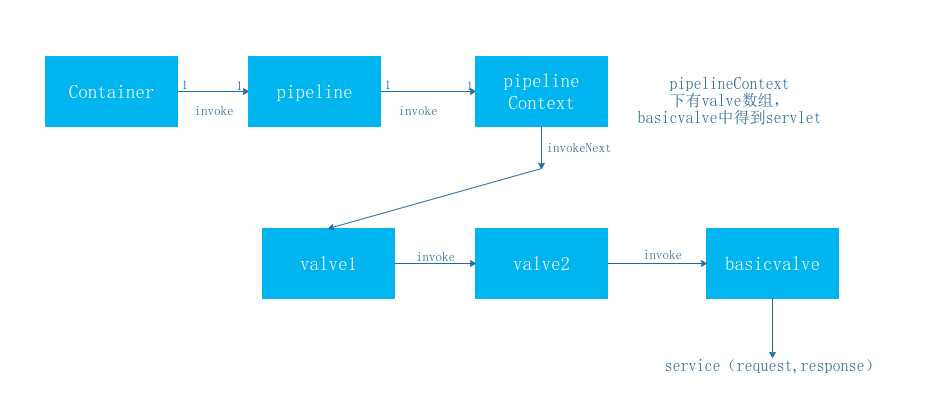 Container
1
1
invoke
pipeline
1
1
invoke
pipeline
Context
pipelineContext
下有valve数组，
basicvalve中得到servlet
invokeNext
valve1
invoke
valve2
invoke
basicvalve
service（request,response）